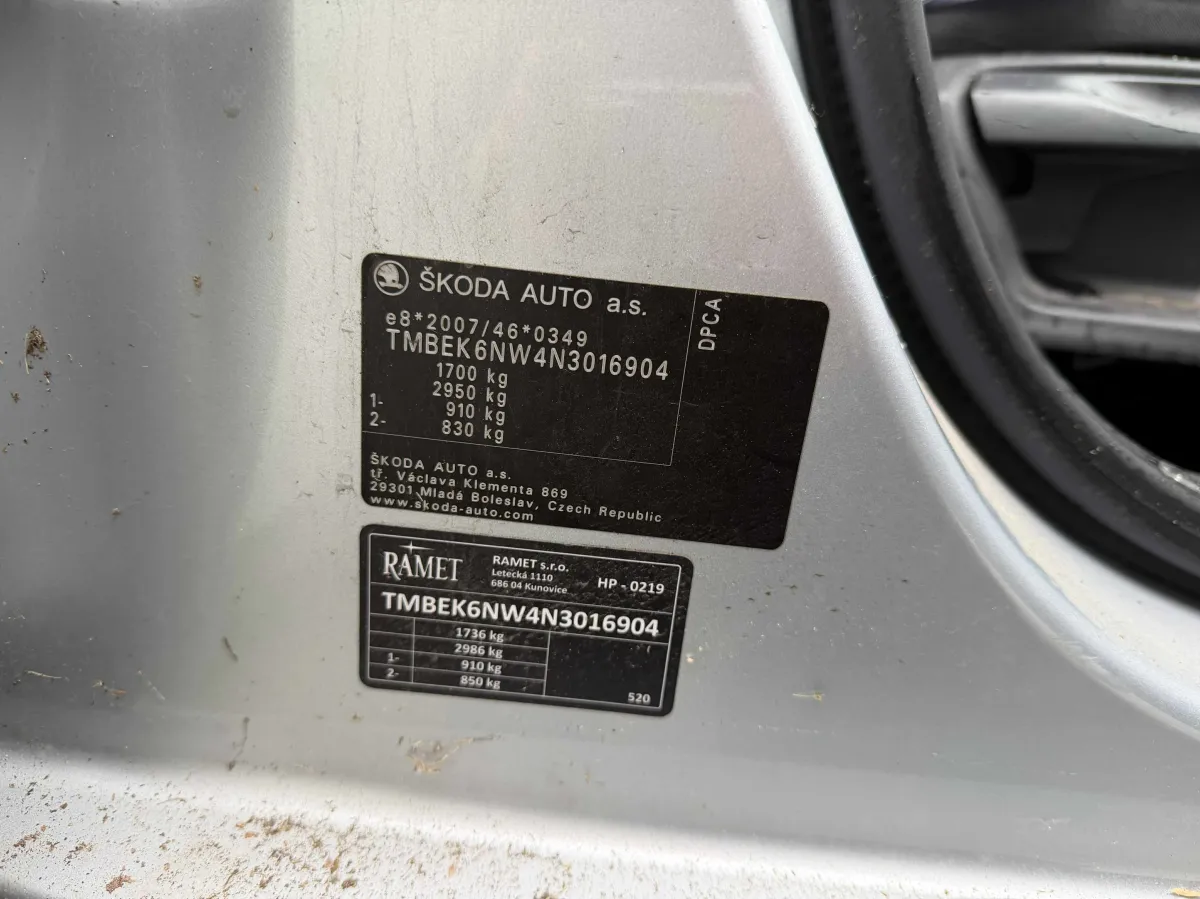 ŠKODA AUTO a.s.
DPCA
e8*2007/46*0349
TMBEK6NW4N3016904
1700 kg
2950 kg
1- 910 kg
2- 830 kg
ŠKODA AUTO a.s.
tř. Václava Klementa 869
29301 Mladá Boleslav, Czech Republic
www.skoda-auto.com
RAMET
RAMET s.r.o.
Letecká 1110
686 04 Kunovice
HP - 0219
TMBEK6NW4N3016904
1736 kg
2986 kg
1- 910 kg
2- 850 kg
520